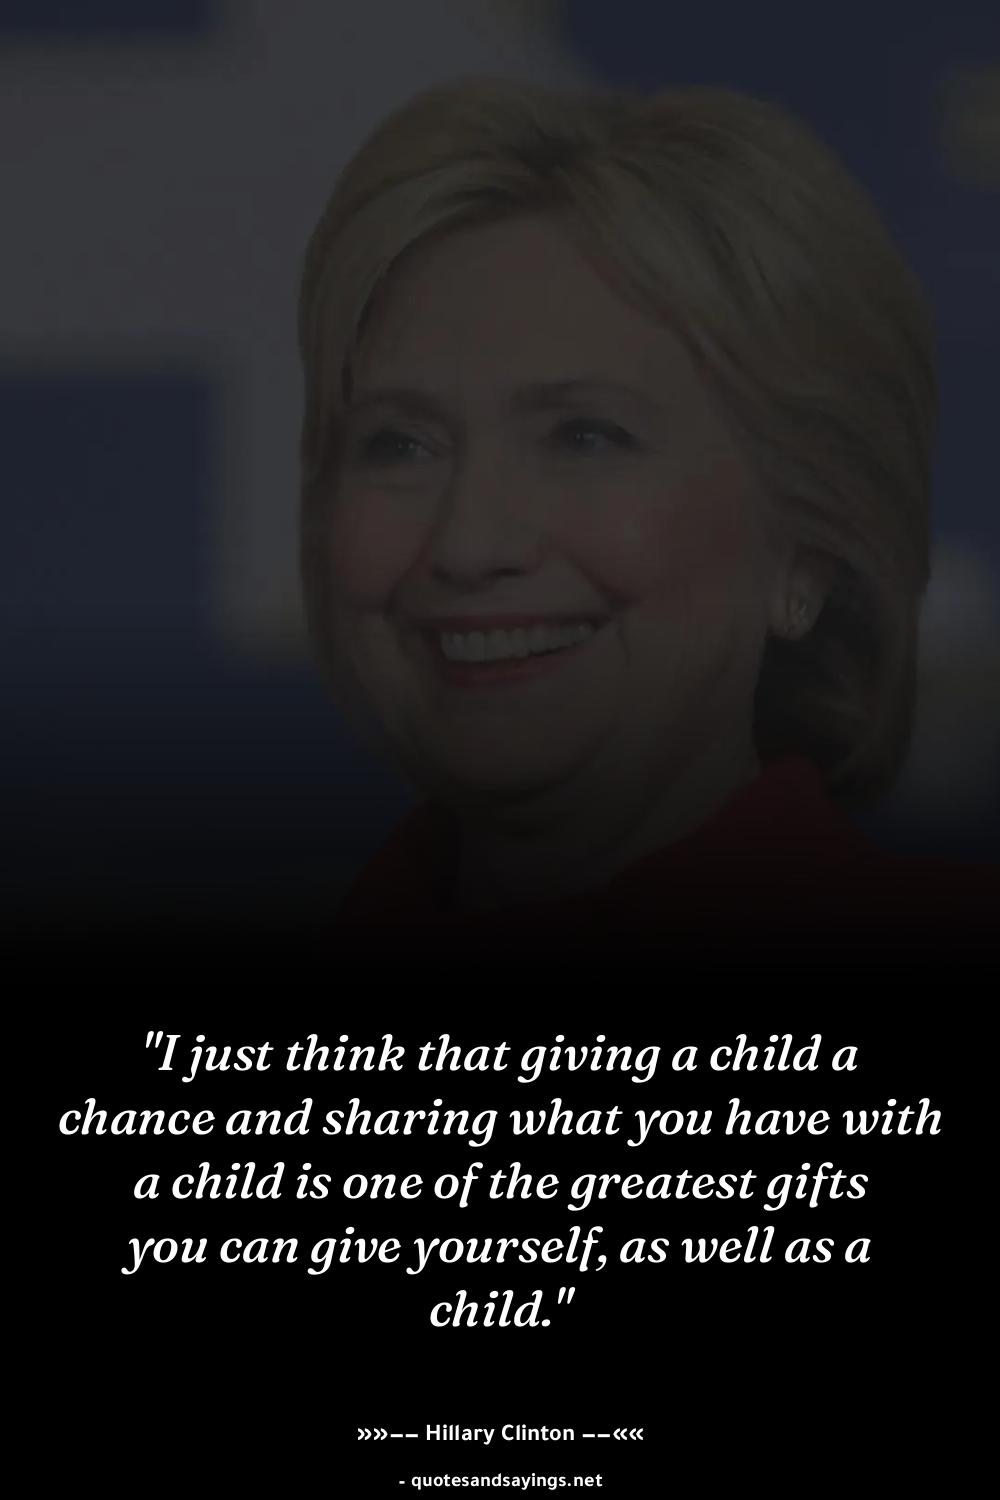 "I just think that giving a child a
chance and sharing what you have with
a child is one of the greatest gifts
you can give yourself, as well as a
child."
»»–– Hillary Clinton ––««
- quotesandsayings.net